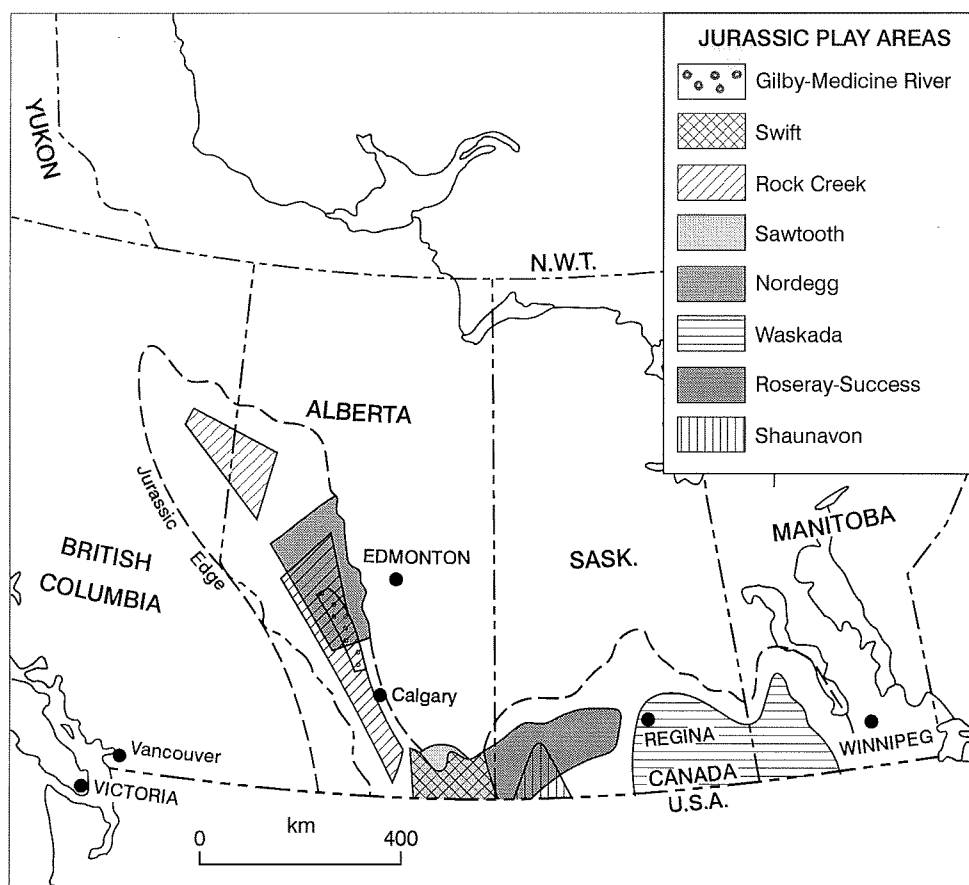 JURASSIC PLAY AREAS
Gilby-Medicine River
Swift
Rock Creek
Sawtooth
Nordegg
Waskada
Roseray-Success
Shaunavon
YUKON
N.W.T.
ALBERTA
Jurassic
Edge
BRITISH
COLUMBIA
EDMONTON
SASK.
MANITOBA
Calgary
REGINA
WINNIPEG
Vancouver
VICTORIA
CANADA
U.S.A.
km
0
400